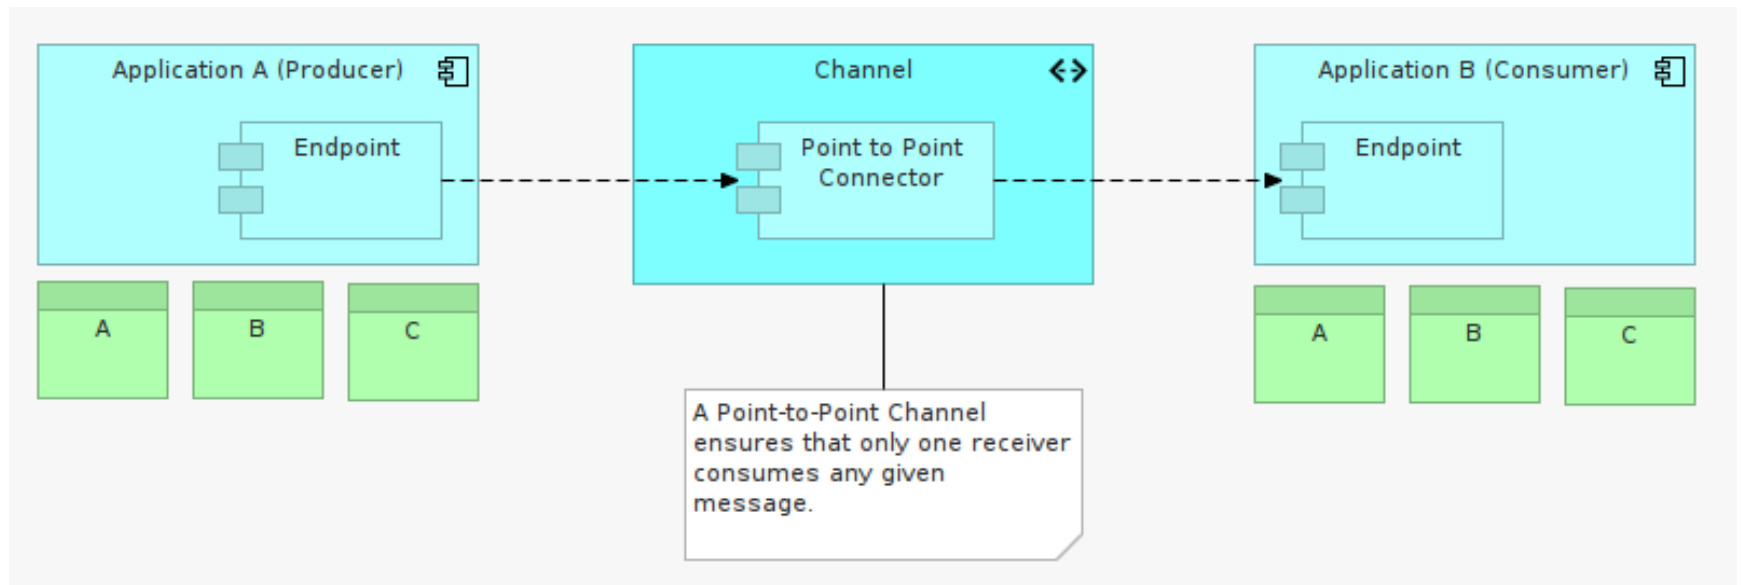 Application A (Producer)
Channel
Application B (Consumer)
Endpoint
Point to Point
Connector
Endpoint
A
B
C
A
B
C
A Point-to-Point Channel
ensures that only one receiver
consumes any given
message.